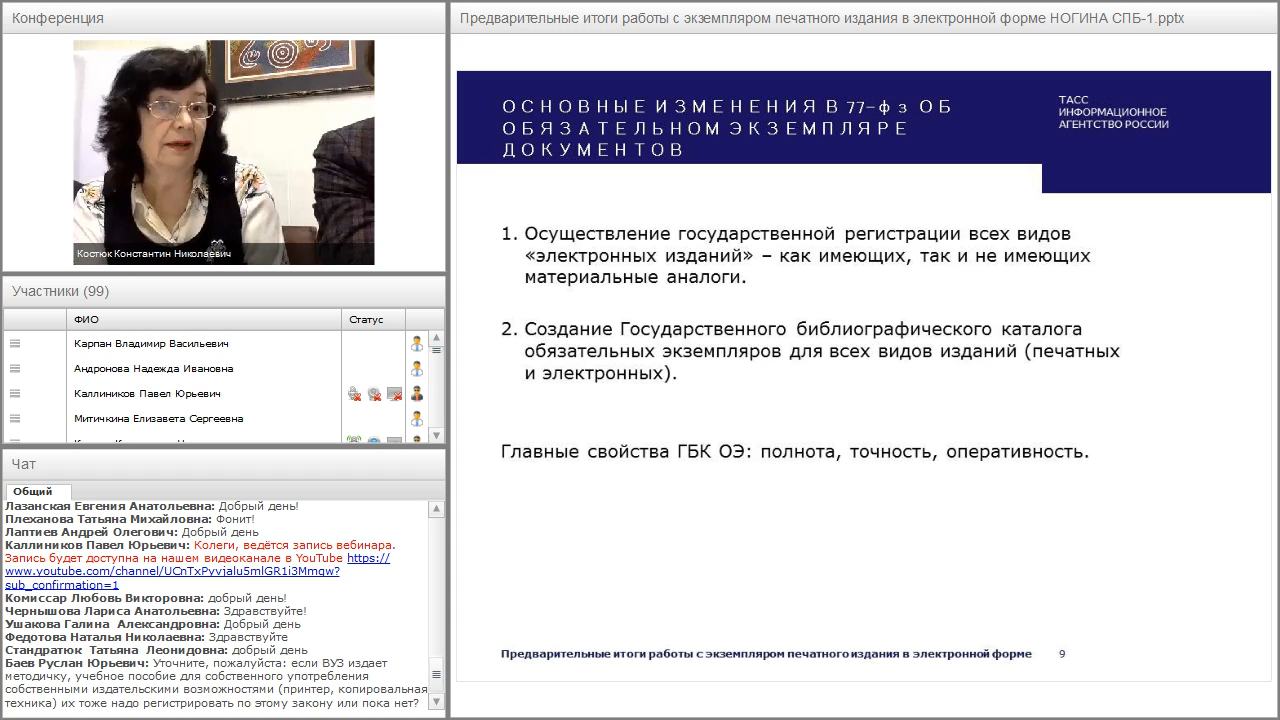 Конференция
Костюк Константин Николаевич
Участники (99)
ФИО
Статус
Карпан Владимир Васильевич
Андронова Надежда Ивановна
Каллиников Павел Юрьевич
Митичкина Елизавета Сергеевна
Чат
Общий
Лазанская Евгения Анатольевна: Добрый день!
Плеханова Татьяна Михайловна: Фонит!
Лаптиев Андрей Олегович: Добрый день
Каллиников Павел Юрьевич: Колеги, ведётся запись вебинара.
Запись будет доступна на нашем видеоканале в YouTube https://
www.youtube.com/channel/UCnTxPyvjalu5mlGR1i3Mmqw?
sub_confirmation=1
Комиссар Любовь Викторовна: добрый день!
Чернышова Лариса Анатольевна: Здравствуйте!
Ушакова Галина Александровна: Добрый день
Федотова Наталья Николаевна: Здравствуйте
Стандратюк Татьяна Леонидовна: добрый день
Баев Руслан Юрьевич: Уточните, пожалуйста: если ВУЗ издает
методичку, учебное пособие для собственного употребления
собственными издательскими возможностями (принтер, копировальная
техника) их тоже надо регитрировать по этому закону или пока нет?
Предварительные итоги работы с экземпляром печатного издания в электронной форме НОГИНА СПБ-1.pptx
ОСНОВНЫЕ ИЗМЕНЕНИЯ В 77-фз ОБ
ОБЯЗАТЕЛЬНОМ ЭКЗЕМПЛЯРЕ
ДОКУМЕНТОВ
ТАСС
ИНФОРМАЦИОННОЕ
АГЕНТСТВО РОССИИ
1. Осуществление государственной регистрации всех видов
«электронных изданий» – как имеющих, так и не имеющих
материальные аналоги.
2. Создание Государственного библиографического каталога
обязательных экземпляров для всех видов изданий (печатных
и электронных).
Главные свойства ГБК ОЭ: полнота, точность, оперативность.
Предварительные итоги работы с экземпляром печатного издания в электронной форме 9